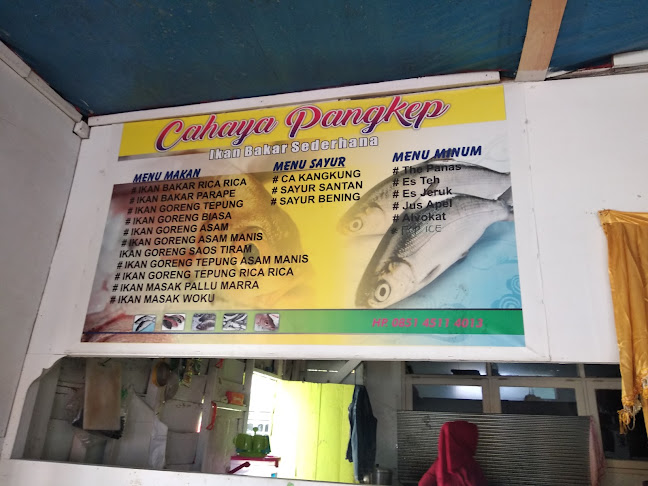 Cahaya Pangkep
Ikan Bakar Sederhana
MENU MAKAN
# IKAN BAKAR RICA RICA
# IKAN BAKAR PARAPE
# IKAN GORENG TEPUNG
# IKAN GORENG BIASA
# IKAN GORENG ASAM
# IKAN GORENG ASAM MANIS
IKAN GORENG SAOS TIRAM
# IKAN GORENG TEPUNG ASAM MANIS
# IKAN GORENG TEPUNG RICA RICA
# IKAN MASAK PALLU MARRA
# IKAN MASAK WOKU
MENU SAYUR
# CA KANGKUNG
# SAYUR SANTAN
# SAYUR BENING
MENU MINUM
# The Panas
# Es Teh
# Es Jeruk
# Jus Apel
# Alvokat
# ICE
HP.